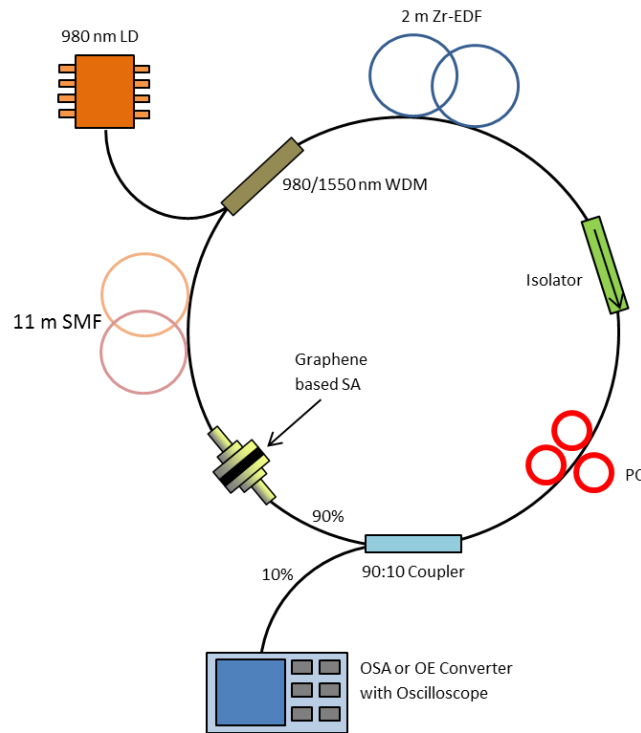 2 m Zr-EDF
980 nm LD
980/1550 nm WDM
Isolator
11 m SMF
Graphene
based SA
PC
90%
90:10 Coupler
10%
OSA or OE Converter
with Oscilloscope